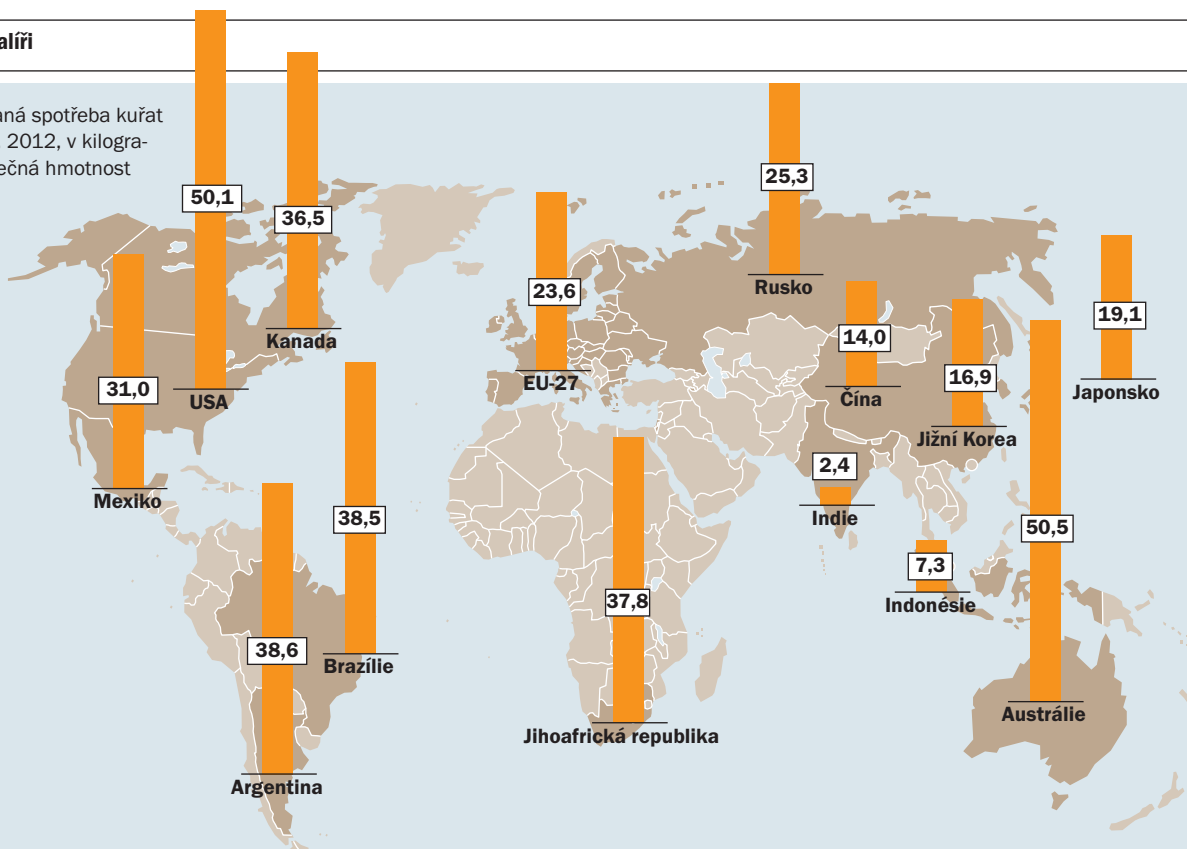 alíři
aná spotřeba kuřat
2012, v kilogra-
ečná hmotnost
50,1
USA
36,5
Kanada
31,0
Mexiko
38,5
Brazílie
38,6
Argentina
23,6
EU-27
37,8
Jihoafrická republika
25,3
Rusko
14,0
Čína
16,9
Jižní Korea
19,1
Japonsko
2,4
Indie
7,3
Indonésie
50,5
Austrálie